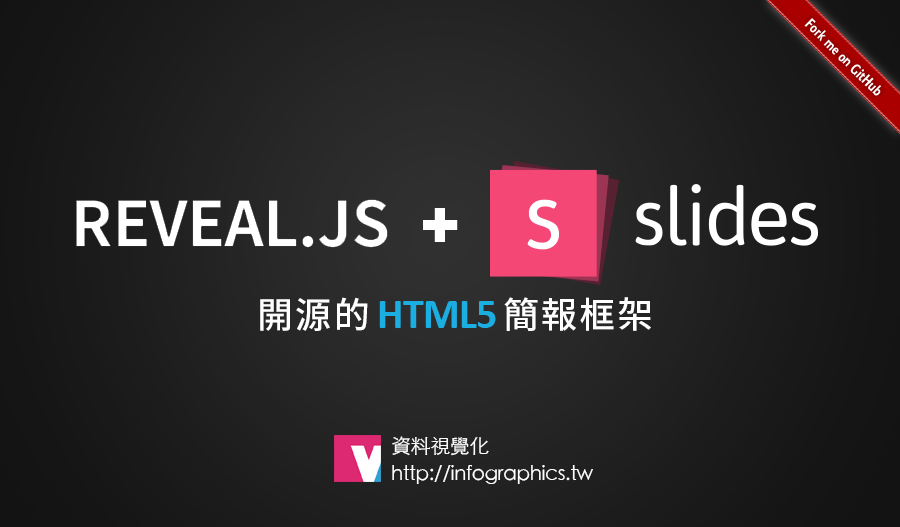 Fork me on GitHub
REVEAL.JS + S slides
開源的 HTML5 簡報框架
資料視覺化
http://infographics.tw